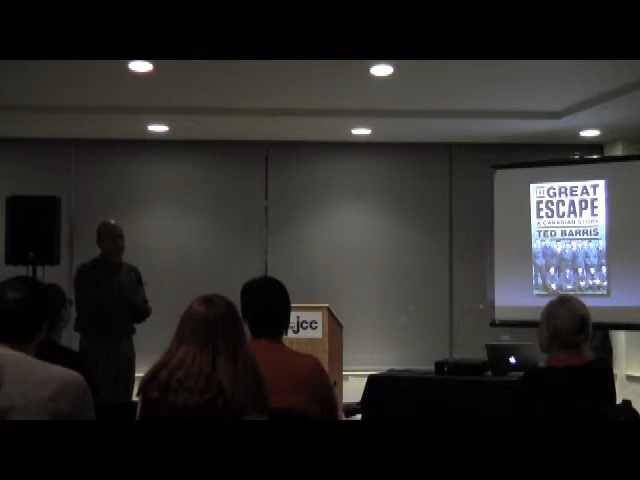 THE GREAT
ESCAPE
A CANADIAN STORY
TED BARRIS
jcc